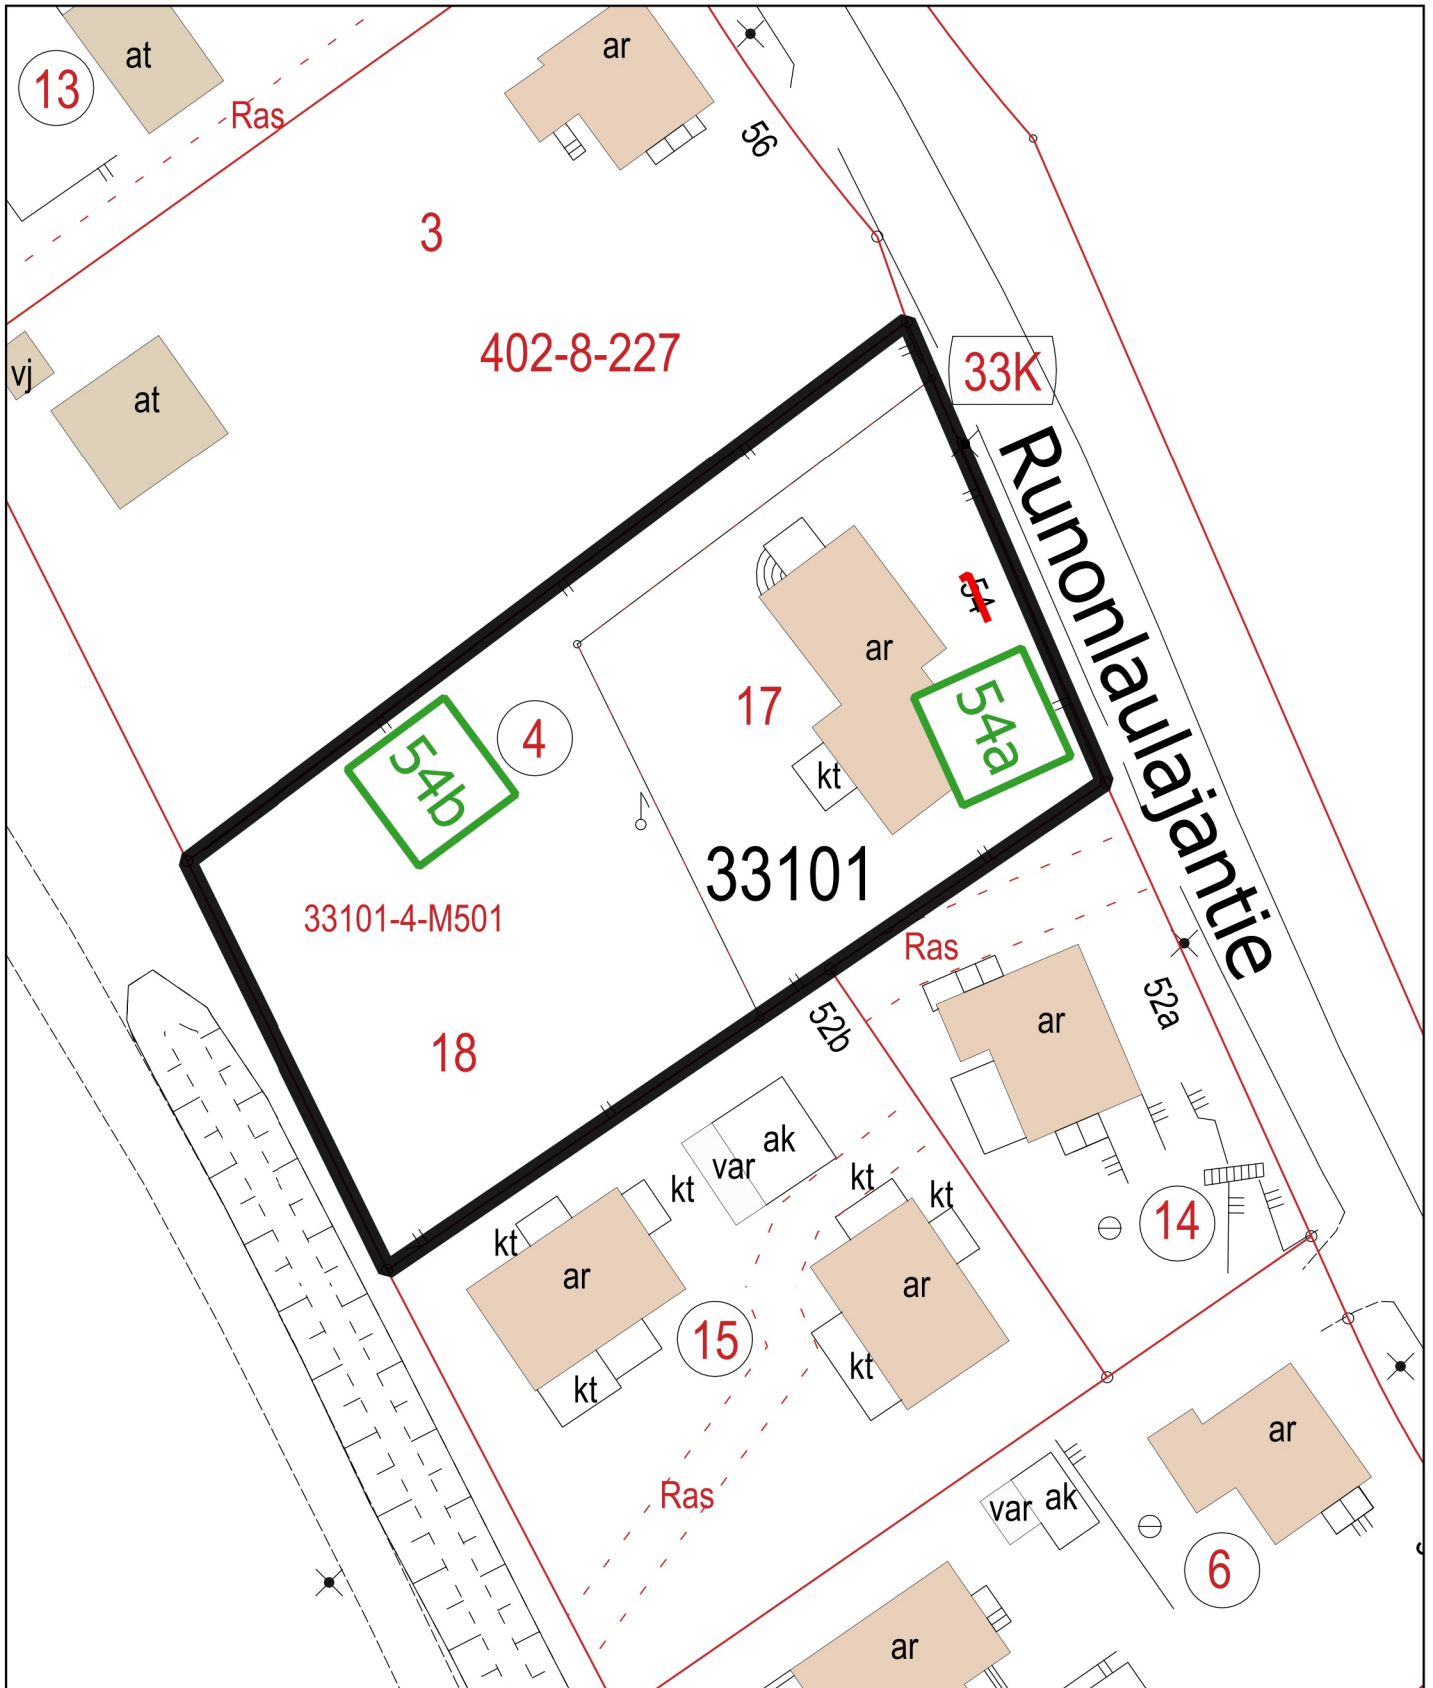 ar
at
13
Ras
56
3
402-8-227
33K
vj
at
Runonlaulajantie
54
ar
54a
17
4
54b
kt
33101
33101-4-M501
Ras
18
52b
52a
ar
ak
var
kt
kt
kt
14
kt
ar
ar
15
kt
kt
ar
Ras
ak
var
6
ar